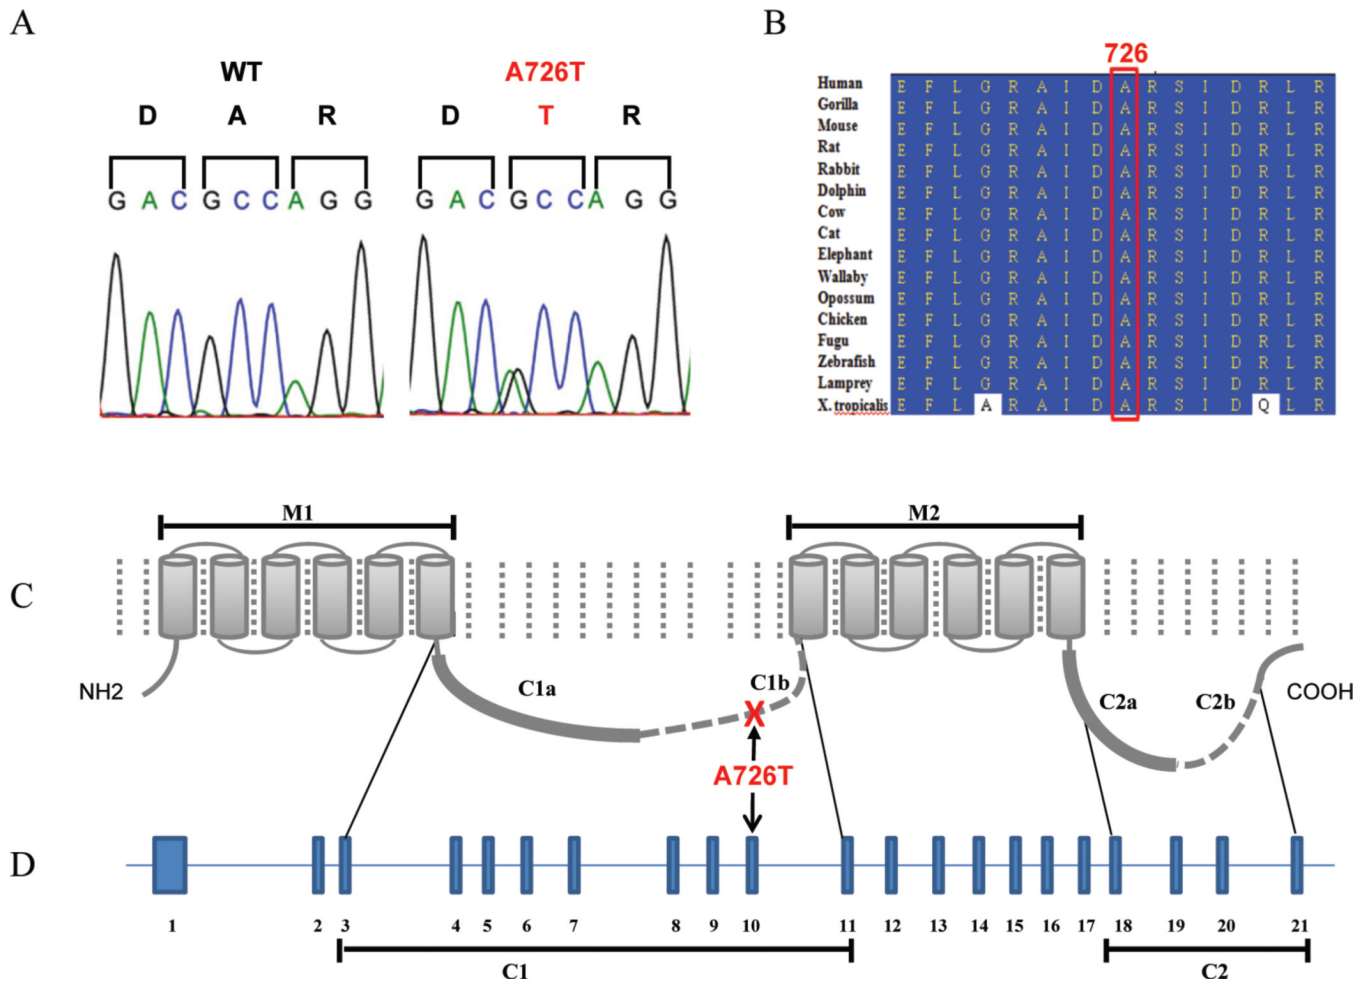 A
WT
A726T
D A R
D T R
G A C G C C A G G
G A C G C C A G G
B
726
Human E F L G R A I D A R S I D R L R
Gorilla E F L G R A I D A R S I D R L R
Mouse E F L G R A I D A R S I D R L R
Rat E F L G R A I D A R S I D R L R
Rabbit E F L G R A I D A R S I D R L R
Dolphin E F L G R A I D A R S I D R L R
Cow E F L G R A I D A R S I D R L R
Cat E F L G R A I D A R S I D R L R
Elephant E F L G R A I D A R S I D R L R
Wallaby E F L G R A I D A R S I D R L R
Opossum E F L G R A I D A R S I D R L R
Chicken E F L G R A I D A R S I D R L R
Fugu E F L G R A I D A R S I D R L R
Zebrafish E F L G R A I D A R S I D R L R
Lamprey E F L G R A I D A R S I D R L R
X. tropicalis E F L A R A I D A R S I D Q L R
C
M1
M2
NH2
C1a
C1b
X
C2a
C2b
COOH
A726T
D
1 2 3 4 5 6 7 8 9 10 11 12 13 14 15 16 17 18 19 20 21
C1
C2